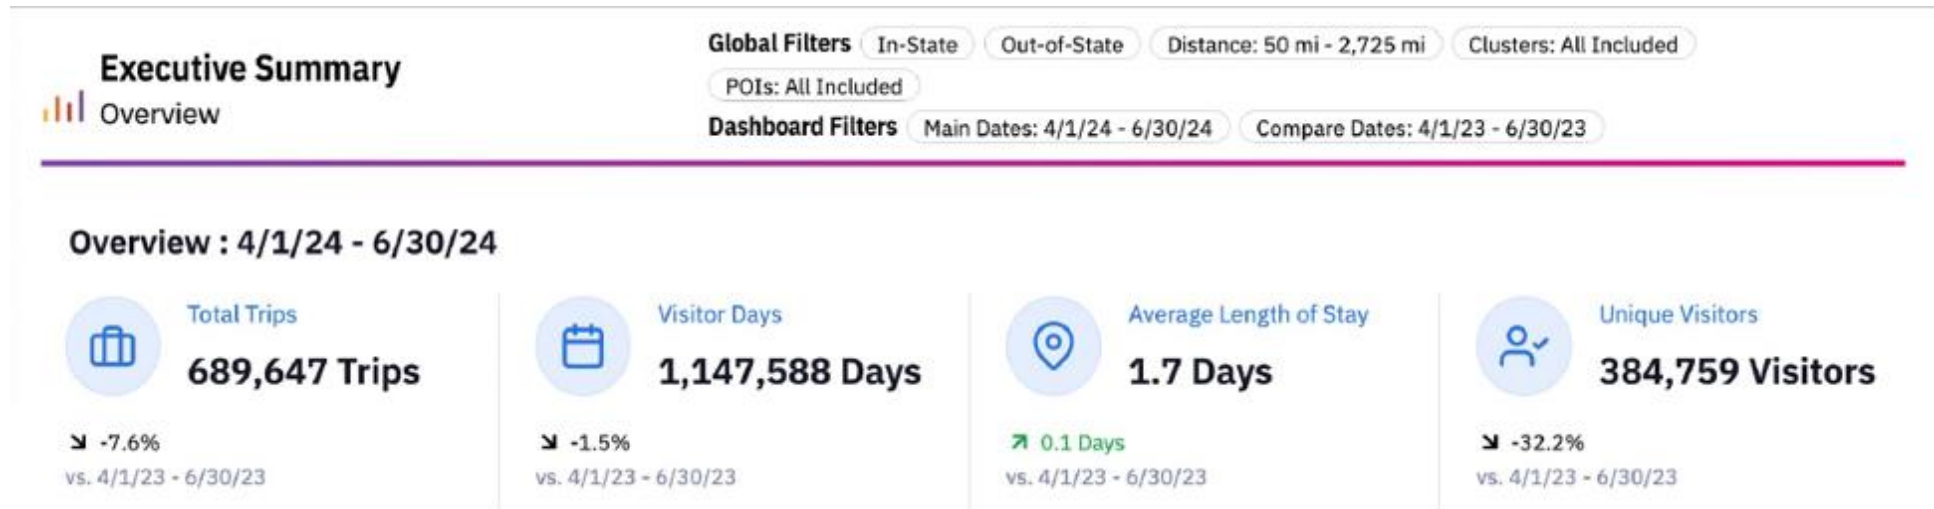 Executive Summary
Overview
Global Filters In-State Out-of-State Distance: 50 mi - 2,725 mi Clusters: All Included
POIs: All Included
Dashboard Filters Main Dates: 4/1/24 - 6/30/24 Compare Dates: 4/1/23 - 6/30/23
Overview : 4/1/24 - 6/30/24
Total Trips
689,647 Trips
-7.6%
vs. 4/1/23 - 6/30/23
Visitor Days
1,147,588 Days
-1.5%
vs. 4/1/23 - 6/30/23
Average Length of Stay
1.7 Days
0.1 Days
vs. 4/1/23 - 6/30/23
Unique Visitors
384,759 Visitors
-32.2%
vs. 4/1/23 - 6/30/23